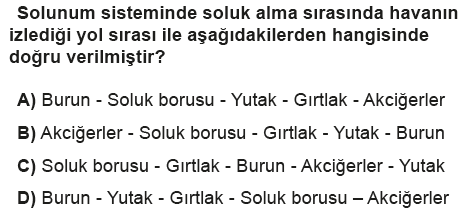 Solunum sisteminde soluk alma sırasında havanın
izlediği yol sırası ile aşağıdakilerden hangisinde
doğru verilmiştir?
A) Burun - Soluk borusu - Yutak - Gırtlak - Akciğerler
B) Akciğerler - Soluk borusu - Gırtlak - Yutak - Burun
C) Soluk borusu - Gırtlak - Burun - Akciğerler - Yutak
D) Burun - Yutak - Gırtlak - Soluk borusu – Akciğerler